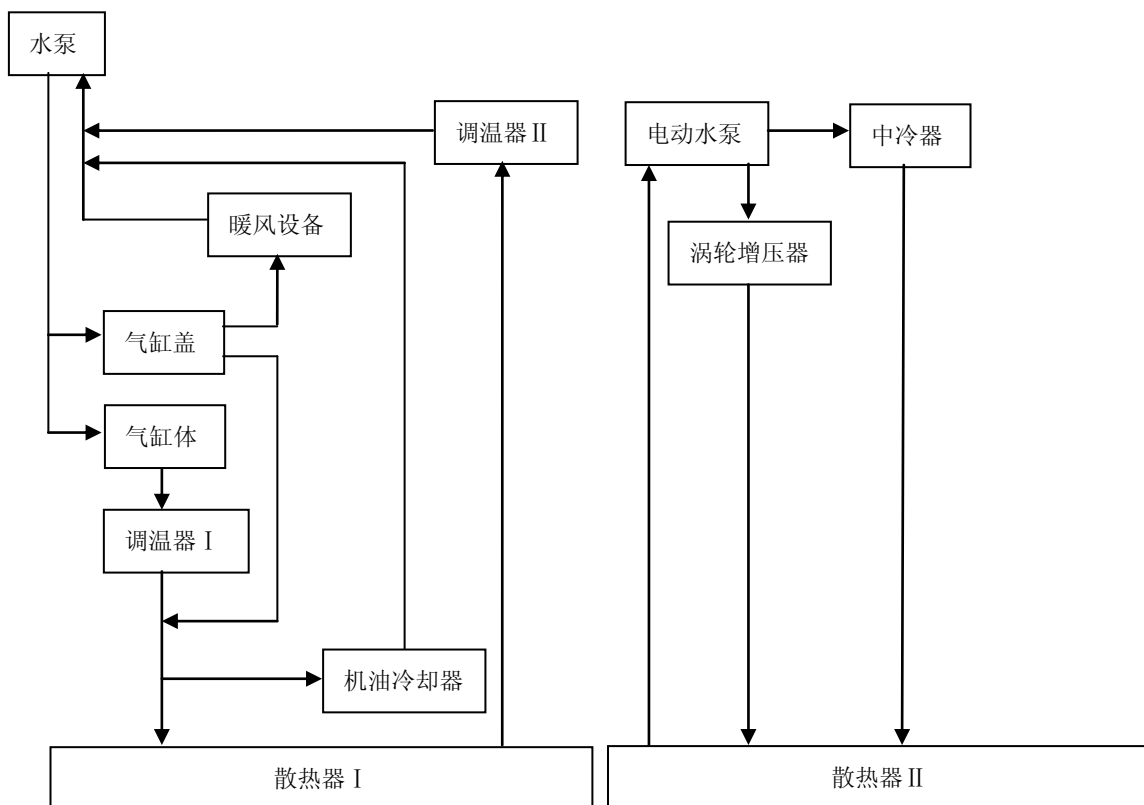 水泵
调温器Ⅱ
电动水泵
中冷器
暖风设备
涡轮增压器
气缸盖
气缸体
调温器Ⅰ
机油冷却器
散热器Ⅰ
散热器Ⅱ